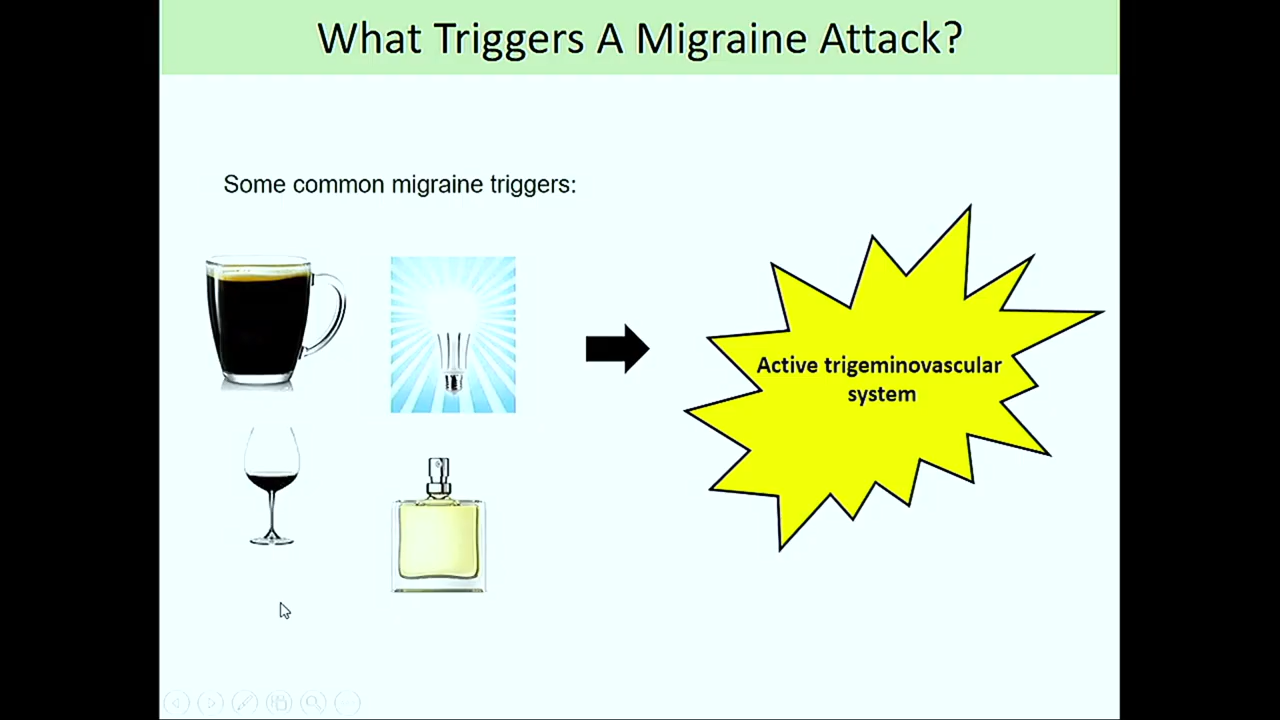 What Triggers A Migraine Attack?
Some common migraine triggers:
Active trigeminovascular
system